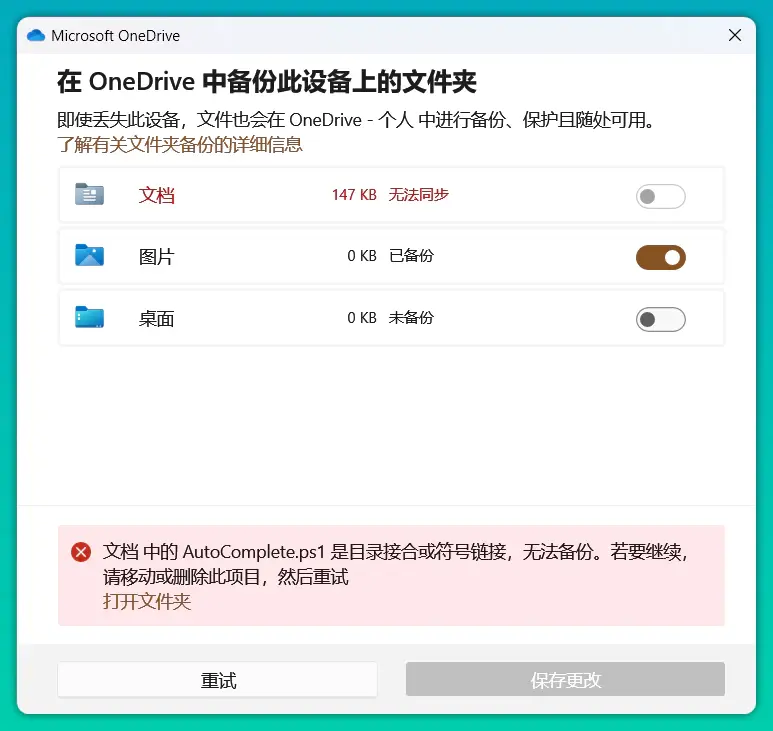 Microsoft OneDrive
在 OneDrive 中备份此设备上的文件夹
即使丢失此设备，文件也会在 OneDrive - 个人 中进行备份、保护且随处可用。
了解有关文件夹备份的详细信息
文档 147 KB 无法同步
图片 0 KB 已备份
桌面 0 KB 未备份
文档 中的 AutoComplete.ps1 是目录接合或符号链接，无法备份。若要继续，
请移动或删除此项目，然后重试
打开文件夹
重试 保存更改